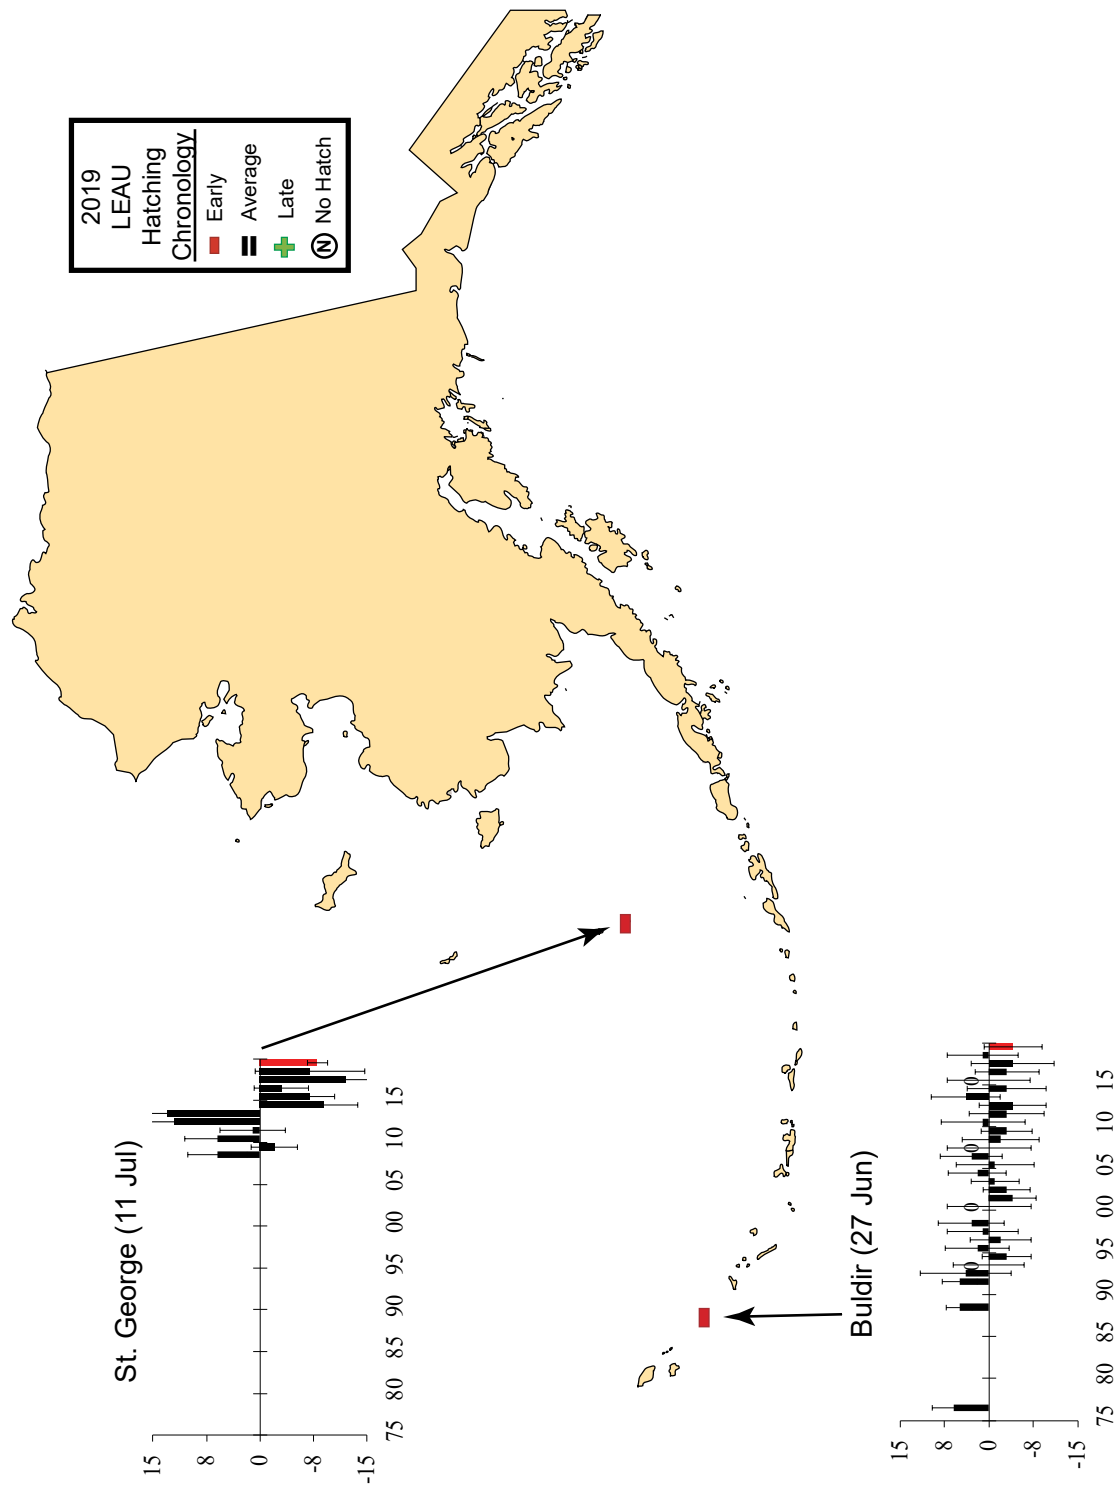 2019
LEAU
Hatching
Chronology
Early
Average
Late
N No Hatch
St. George (11 Jul)
15
8
0
-8
-15
75 80 85 90 95 00 05 10 15
Buldir (27 Jun)
15
8
0
-8
-15
0 0 0 0
75 80 85 90 95 00 05 10 15